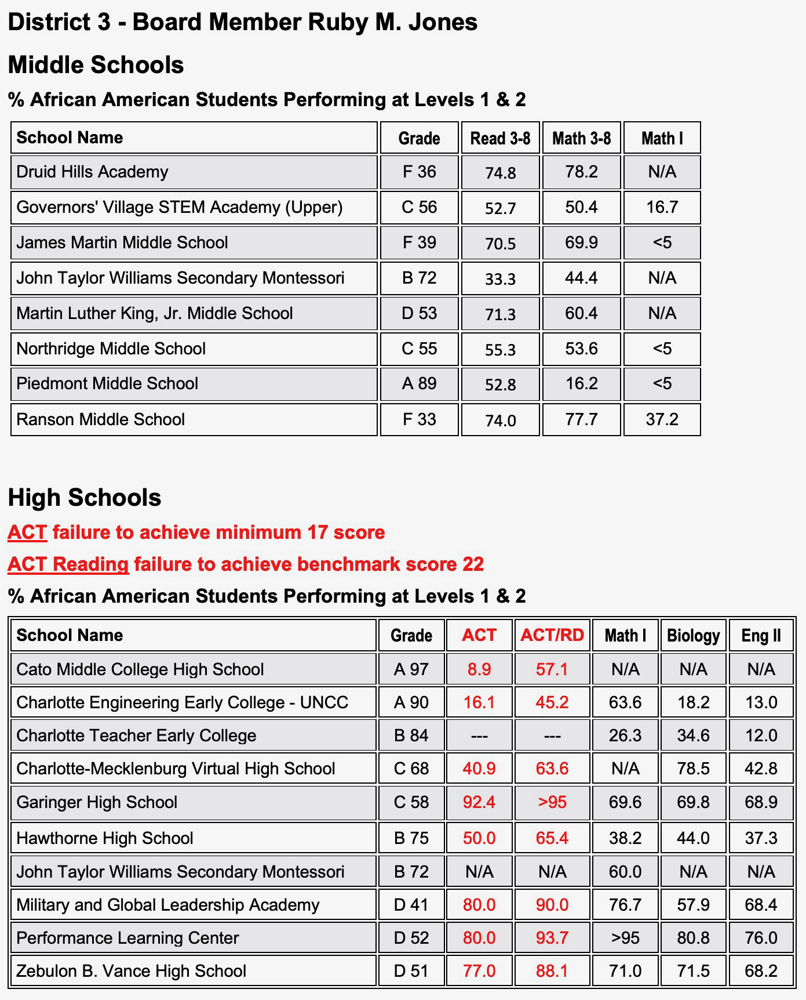 District 3 - Board Member Ruby M. Jones
Middle Schools
% African American Students Performing at Levels 1 & 2
School Name Grade Read 3-8 Math 3-8 Math I
Druid Hills Academy F 36 74.8 78.2 N/A
Governors' Village STEM Academy (Upper) C 56 52.7 50.4 16.7
James Martin Middle School F 39 70.5 69.9 <5
John Taylor Williams Secondary Montessori B 72 33.3 44.4 N/A
Martin Luther King, Jr. Middle School D 53 71.3 60.4 N/A
Northridge Middle School C 55 55.3 53.6 <5
Piedmont Middle School A 89 52.8 16.2 <5
Ranson Middle School F 33 74.0 77.7 37.2
High Schools
ACT failure to achieve minimum 17 score
ACT Reading failure to achieve benchmark score 22
% African American Students Performing at Levels 1 & 2
School Name Grade ACT ACT/RD Math I Biology Eng II
Cato Middle College High School A 97 8.9 57.1 N/A N/A N/A
Charlotte Engineering Early College - UNCC A 90 16.1 45.2 63.6 18.2 13.0
Charlotte Teacher Early College B 84 --- --- 26.3 34.6 12.0
Charlotte-Mecklenburg Virtual High School C 68 40.9 63.6 N/A 78.5 42.8
Garinger High School C 58 92.4 >95 69.6 69.8 68.9
Hawthorne High School B 75 50.0 65.4 38.2 44.0 37.3
John Taylor Williams Secondary Montessori B 72 N/A N/A 60.0 N/A N/A
Military and Global Leadership Academy D 41 80.0 90.0 76.7 57.9 68.4
Performance Learning Center D 52 80.0 93.7 >95 80.8 76.0
Zebulon B. Vance High School D 51 77.0 88.1 71.0 71.5 68.2